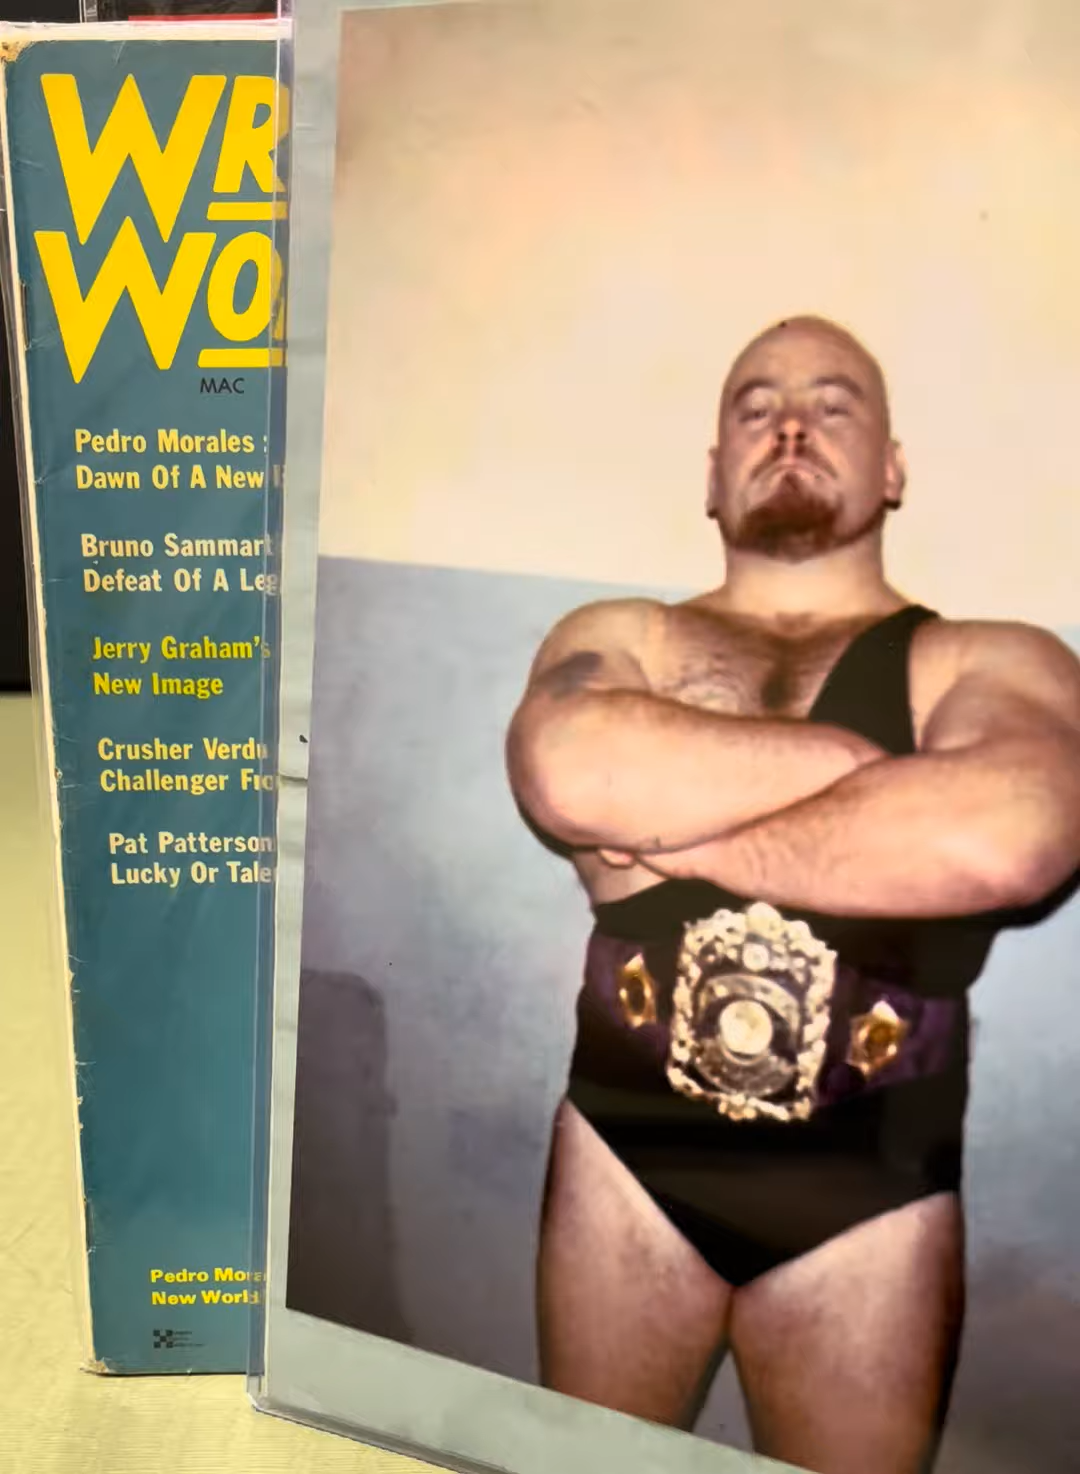 WR
WO
MAC
Pedro Morales :
Dawn Of A New
Bruno Sammart
Defeat Of A Leg
Jerry Graham's
New Image
Crusher Verdu
Challenger Fro
Pat Patterson
Lucky Or Tale
Pedro Mora
New World